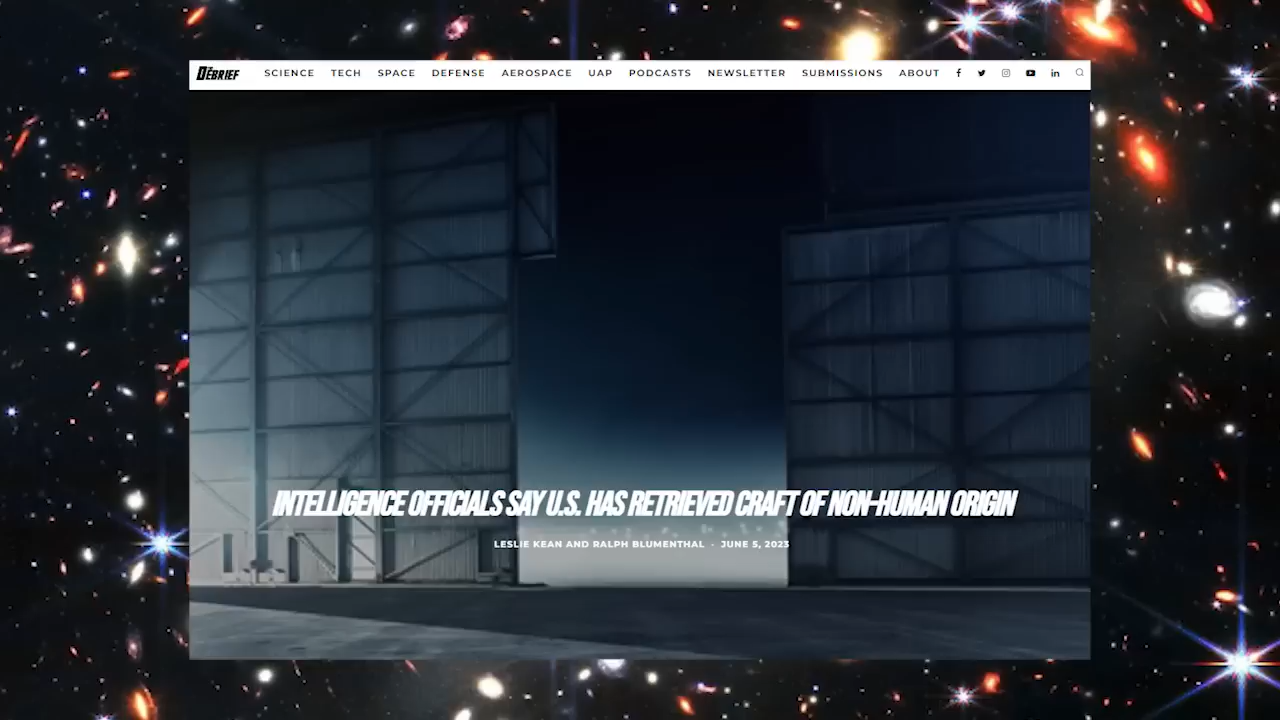 THE DEBRIEF SCIENCE TECH SPACE DEFENSE AEROSPACE UAP PODCASTS NEWSLETTER SUBMISSIONS ABOUT
INTELLIGENCE OFFICIALS SAY U.S. HAS RETRIEVED CRAFT OF NON-HUMAN ORIGIN
LESLIE KEAN AND RALPH BLUMENTHAL · JUNE 5, 2023